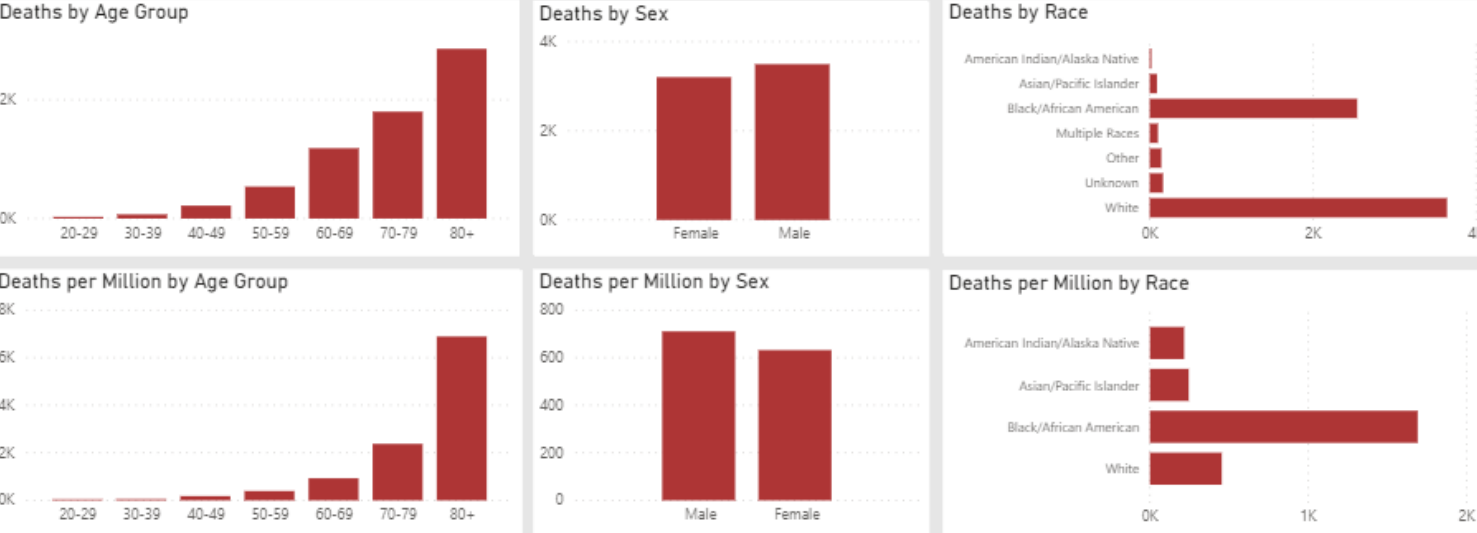 Deaths by Age Group
2K
0K
20-29 30-39 40-49 50-59 60-69 70-79 80+
Deaths by Sex
4K
2K
0K
Female Male
Deaths by Race
American Indian/Alaska Native
Asian/Pacific Islander
Black/African American
Multiple Races
Other
Unknown
White
0K 2K
Deaths per Million by Age Group
8K
6K
4K
2K
0K
20-29 30-39 40-49 50-59 60-69 70-79 80+
Deaths per Million by Sex
800
600
400
200
0
Male Female
Deaths per Million by Race
American Indian/Alaska Native
Asian/Pacific Islander
Black/African American
White
0K 1K 2K